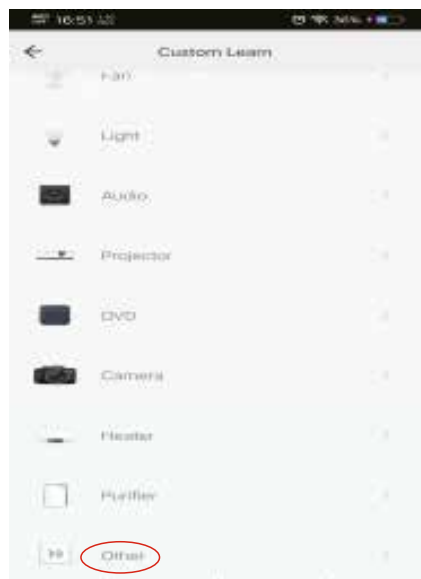 16:51
Custom Learn
Fan
Light
Audio
Projector
DVD
Camera
Heater
Purifier
Other